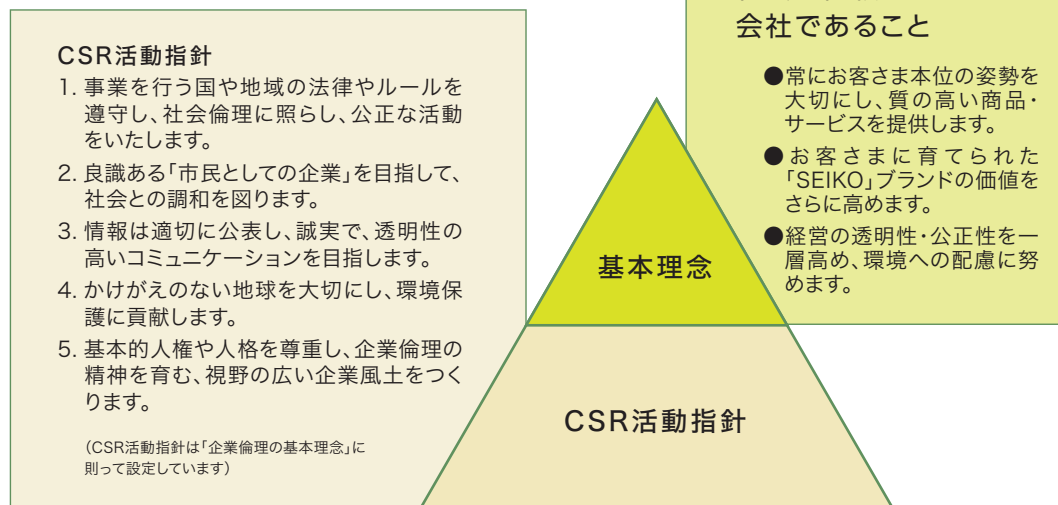 CSR活動指針
1. 事業を行う国や地域の法律やルールを
遵守し、社会倫理に照らし、公正な活動
をいたします。
2. 良識ある「市民としての企業」を目指して、
社会との調和を図ります。
3. 情報は適切に公表し、誠実で、透明性の
高いコミュニケーションを目指します。
4. かけがえのない地球を大切にし、環境保
護に貢献します。
5. 基本的人権や人格を尊重し、企業倫理の
精神を育む、視野の広い企業風土をつく
ります。
（CSR活動指針は「企業倫理の基本理念」に
則って設定しています）
会社であること
●常にお客さま本位の姿勢を
大切にし、質の高い商品・
サービスを提供します。
●お客さまに育てられた
「SEIKO」ブランドの価値を
さらに高めます。
●経営の透明性・公正性を一
層高め、環境への配慮に努
めます。
基本理念
CSR活動指針